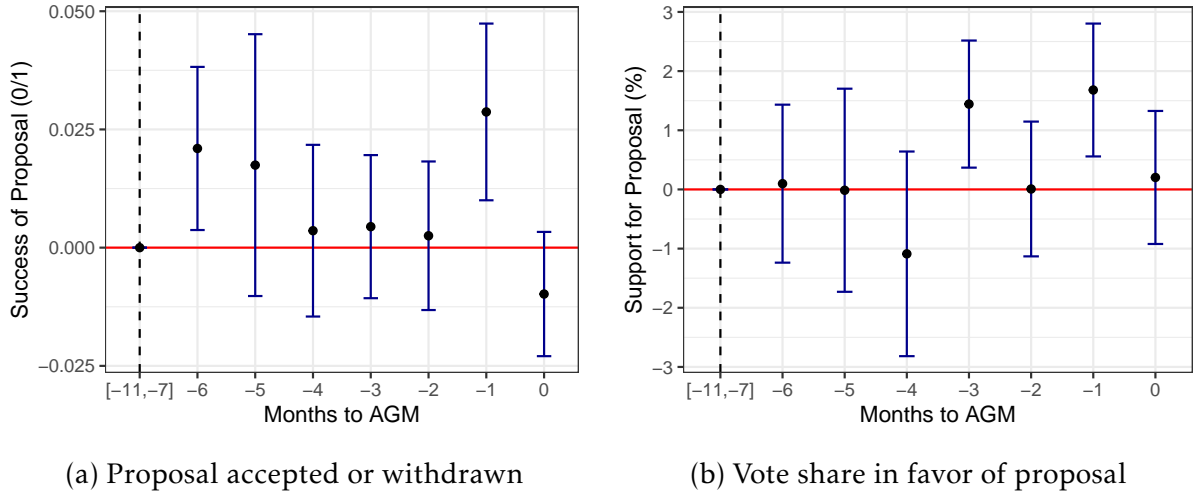 Success of Proposal (0/1)
0.050
0.025
0.000
−0.025
[−11,−7] −6 −5 −4 −3 −2 −1 0
Months to AGM
(a) Proposal accepted or withdrawn
Support for Proposal (%)
3
2
1
0
−1
−2
−3
[−11,−7] −6 −5 −4 −3 −2 −1 0
Months to AGM
(b) Vote share in favor of proposal